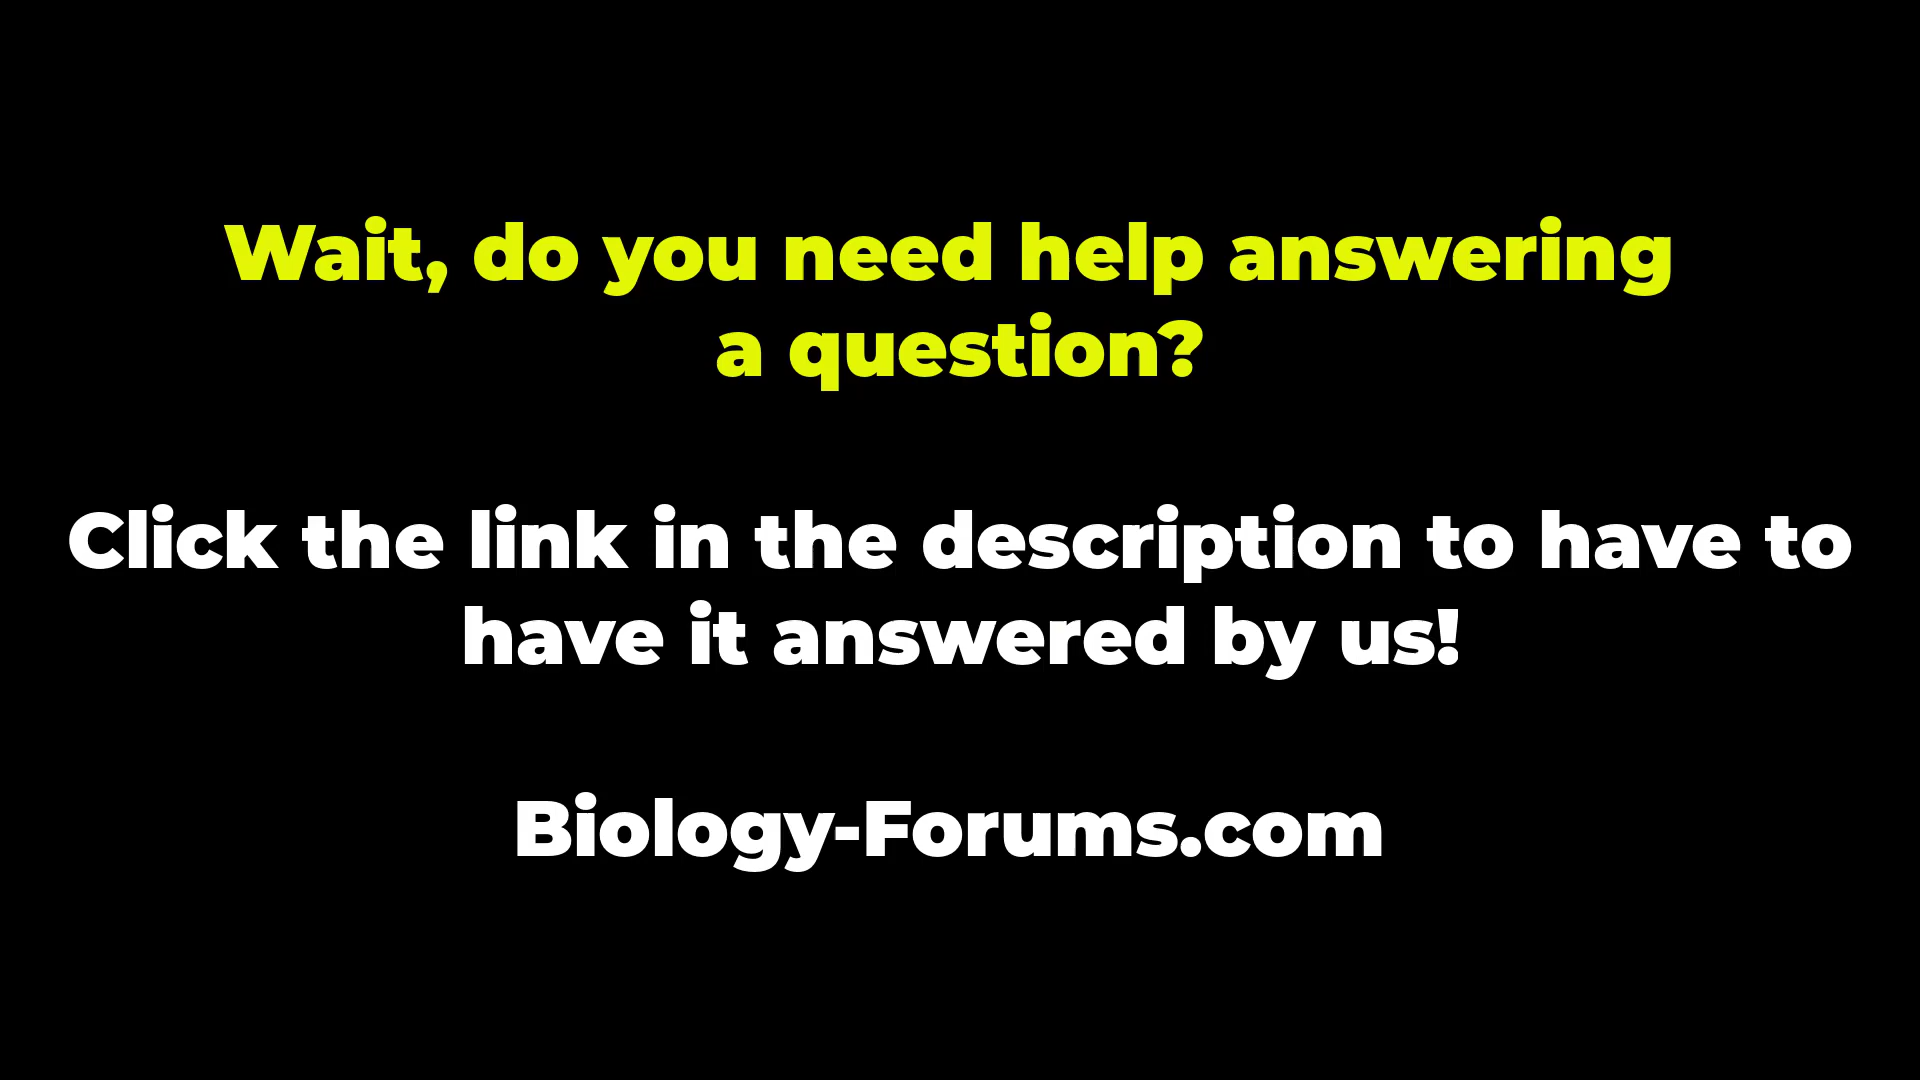 Wait, do you need help answering
a question?
Click the link in the description to have to
have it answered by us!
Biology-Forums.com